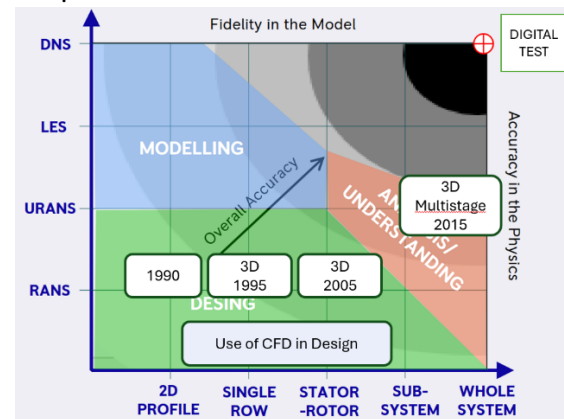 Fidelity in the Model
DNS
DIGITAL
TEST
LES
MODELLING
Accuracy in the Physics
Overall Accuracy
3D
Multistage
2015
URANS
ANALYSIS/
UNDERSTANDING
1990
3D
1995
3D
2005
RANS
DESING
Use of CFD in Design
2D
PROFILE
SINGLE
ROW
STATOR
-ROTOR
SUB-
SYSTEM
WHOLE
SYSTEM